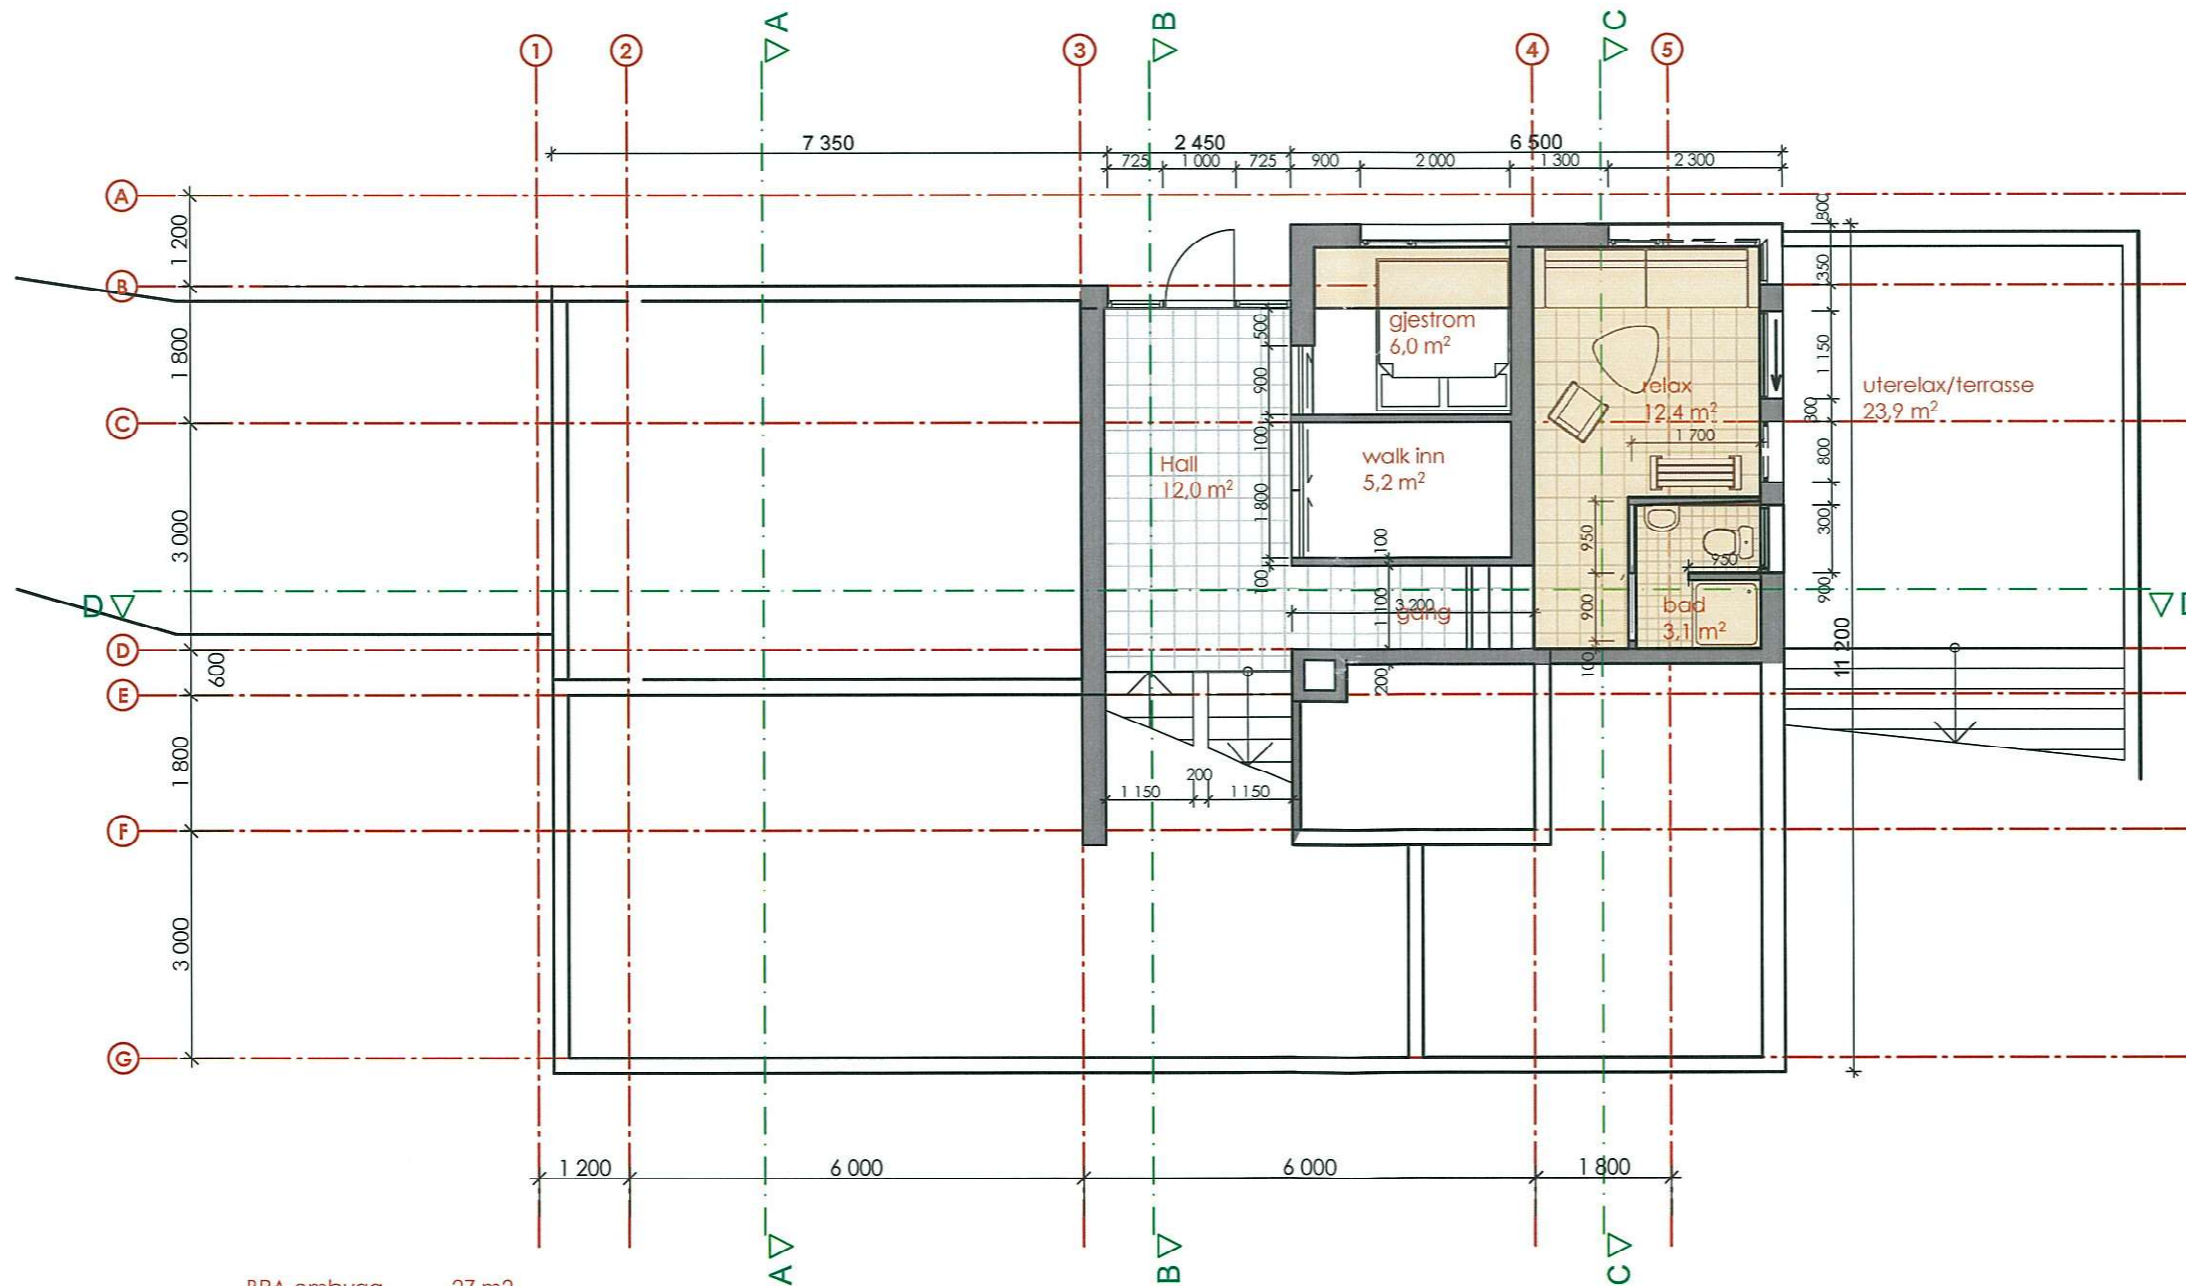 A
B
C
1
2
3
4
5
7 350
2 450
6 500
725
1 000
725
900
2 000
1 300
2 300
A
1 200
800
350
B
1 800
500
gjestrom
6,0 m²
1 150
900
relax
12,4 m²
uterelax/terrasse
23,9 m²
300
C
100
1 700
800
Hall
12,0 m²
walk inn
5,2 m²
1 800
3 000
950
300
100
950
100
900
D
D
1 100
3 200
gang
900
bad
3,1 m²
11 200
D
600
100
200
E
1 800
200
1 150
1 150
F
3 000
G
1 200
6 000
6 000
1 800
A
B
C